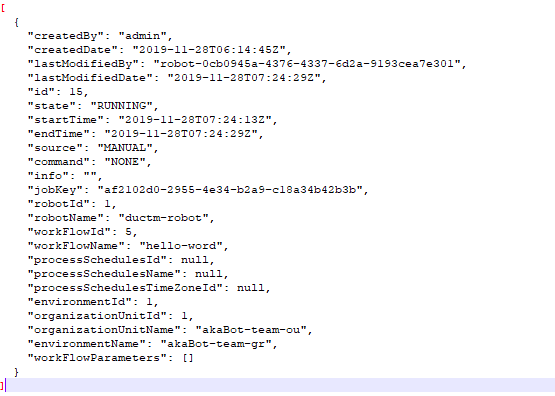 [
  {
    "createdBy": "admin",
    "createdDate": "2019-11-28T06:14:45Z",
    "lastModifiedBy": "robot-0cb0945a-4376-4337-6d2a-9193cea7e301",
    "lastModifiedDate": "2019-11-28T07:24:29Z",
    "id": 15,
    "state": "RUNNING",
    "startTime": "2019-11-28T07:24:13Z",
    "endTime": "2019-11-28T07:24:29Z",
    "source": "MANUAL",
    "command": "NONE",
    "info": "",
    "jobKey": "af2102d0-2955-4e34-b2a9-c18a34b42b3b",
    "robotId": 1,
    "robotName": "ductm-robot",
    "workFlowId": 5,
    "workFlowName": "hello-word",
    "processSchedulesId": null,
    "processSchedulesName": null,
    "processSchedulesTimeZoneId": null,
    "environmentId": 1,
    "organizationUnitId": 1,
    "organizationUnitName": "akaBot-team-ou",
    "environmentName": "akaBot-team-gr",
    "workFlowParameters": []
  }
]